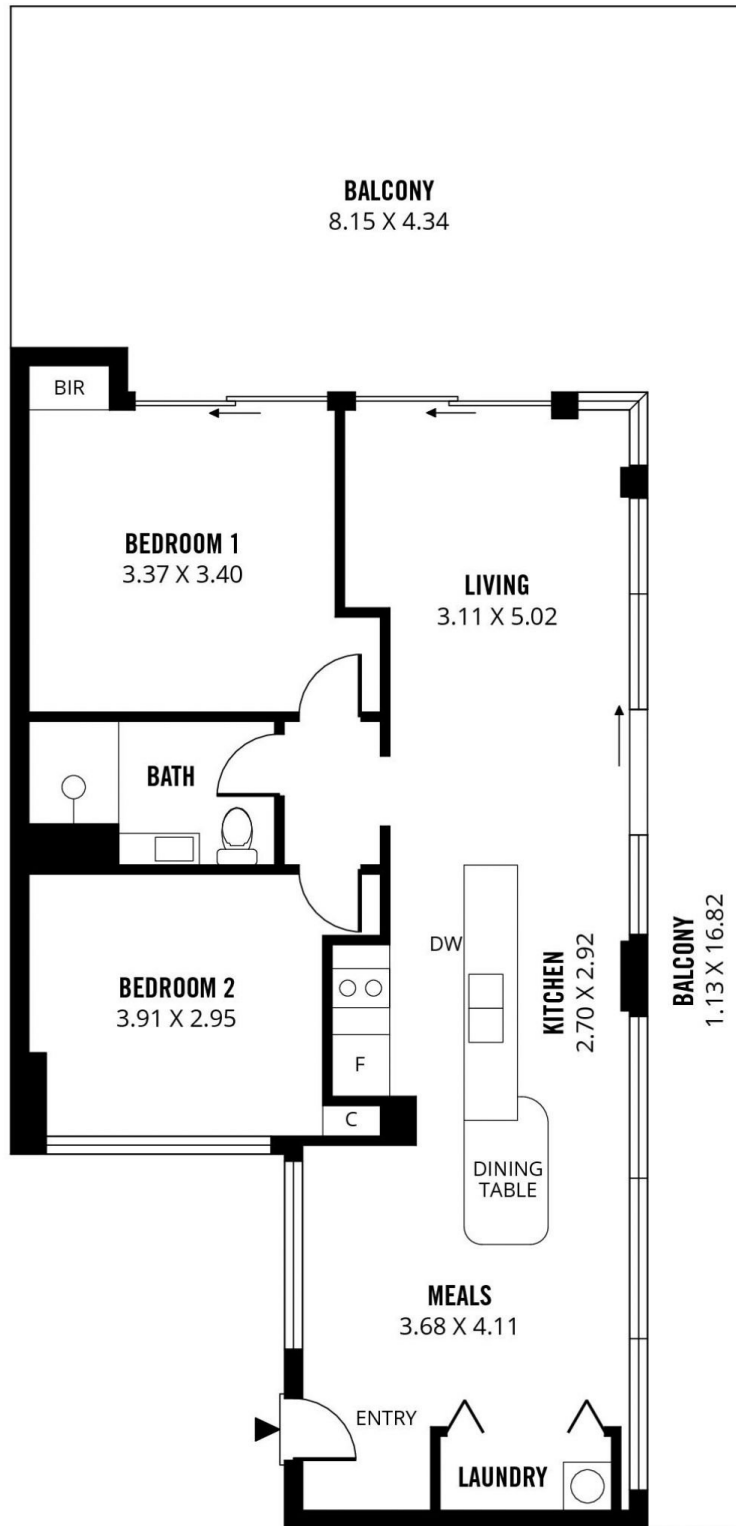 BALCONY
8.15 X 4.34
BIR
BEDROOM 1
3.37 X 3.40
LIVING
3.11 X 5.02
BATH
DW
KITCHEN
2.70 X 2.92
BALCONY
1.13 X 16.82
BEDROOM 2
3.91 X 2.95
F
C
DINING
TABLE
MEALS
3.68 X 4.11
ENTRY
LAUNDRY